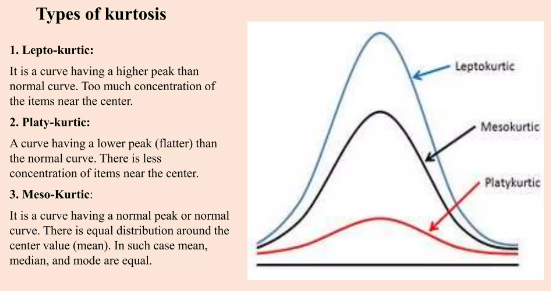 Types of kurtosis
1. Lepto-kurtic:
It is a curve having a higher peak than
normal curve. Too much concentration of
the items near the center.
2. Platy-kurtic:
A curve having a lower peak (flatter) than
the normal curve. There is less
concentration of items near the center.
3. Meso-Kurtic:
It is a curve having a normal peak or normal
curve. There is equal distribution around the
center value (mean). In such case mean,
median, and mode are equal.
Leptokurtic
Mesokurtic
Platykurtic